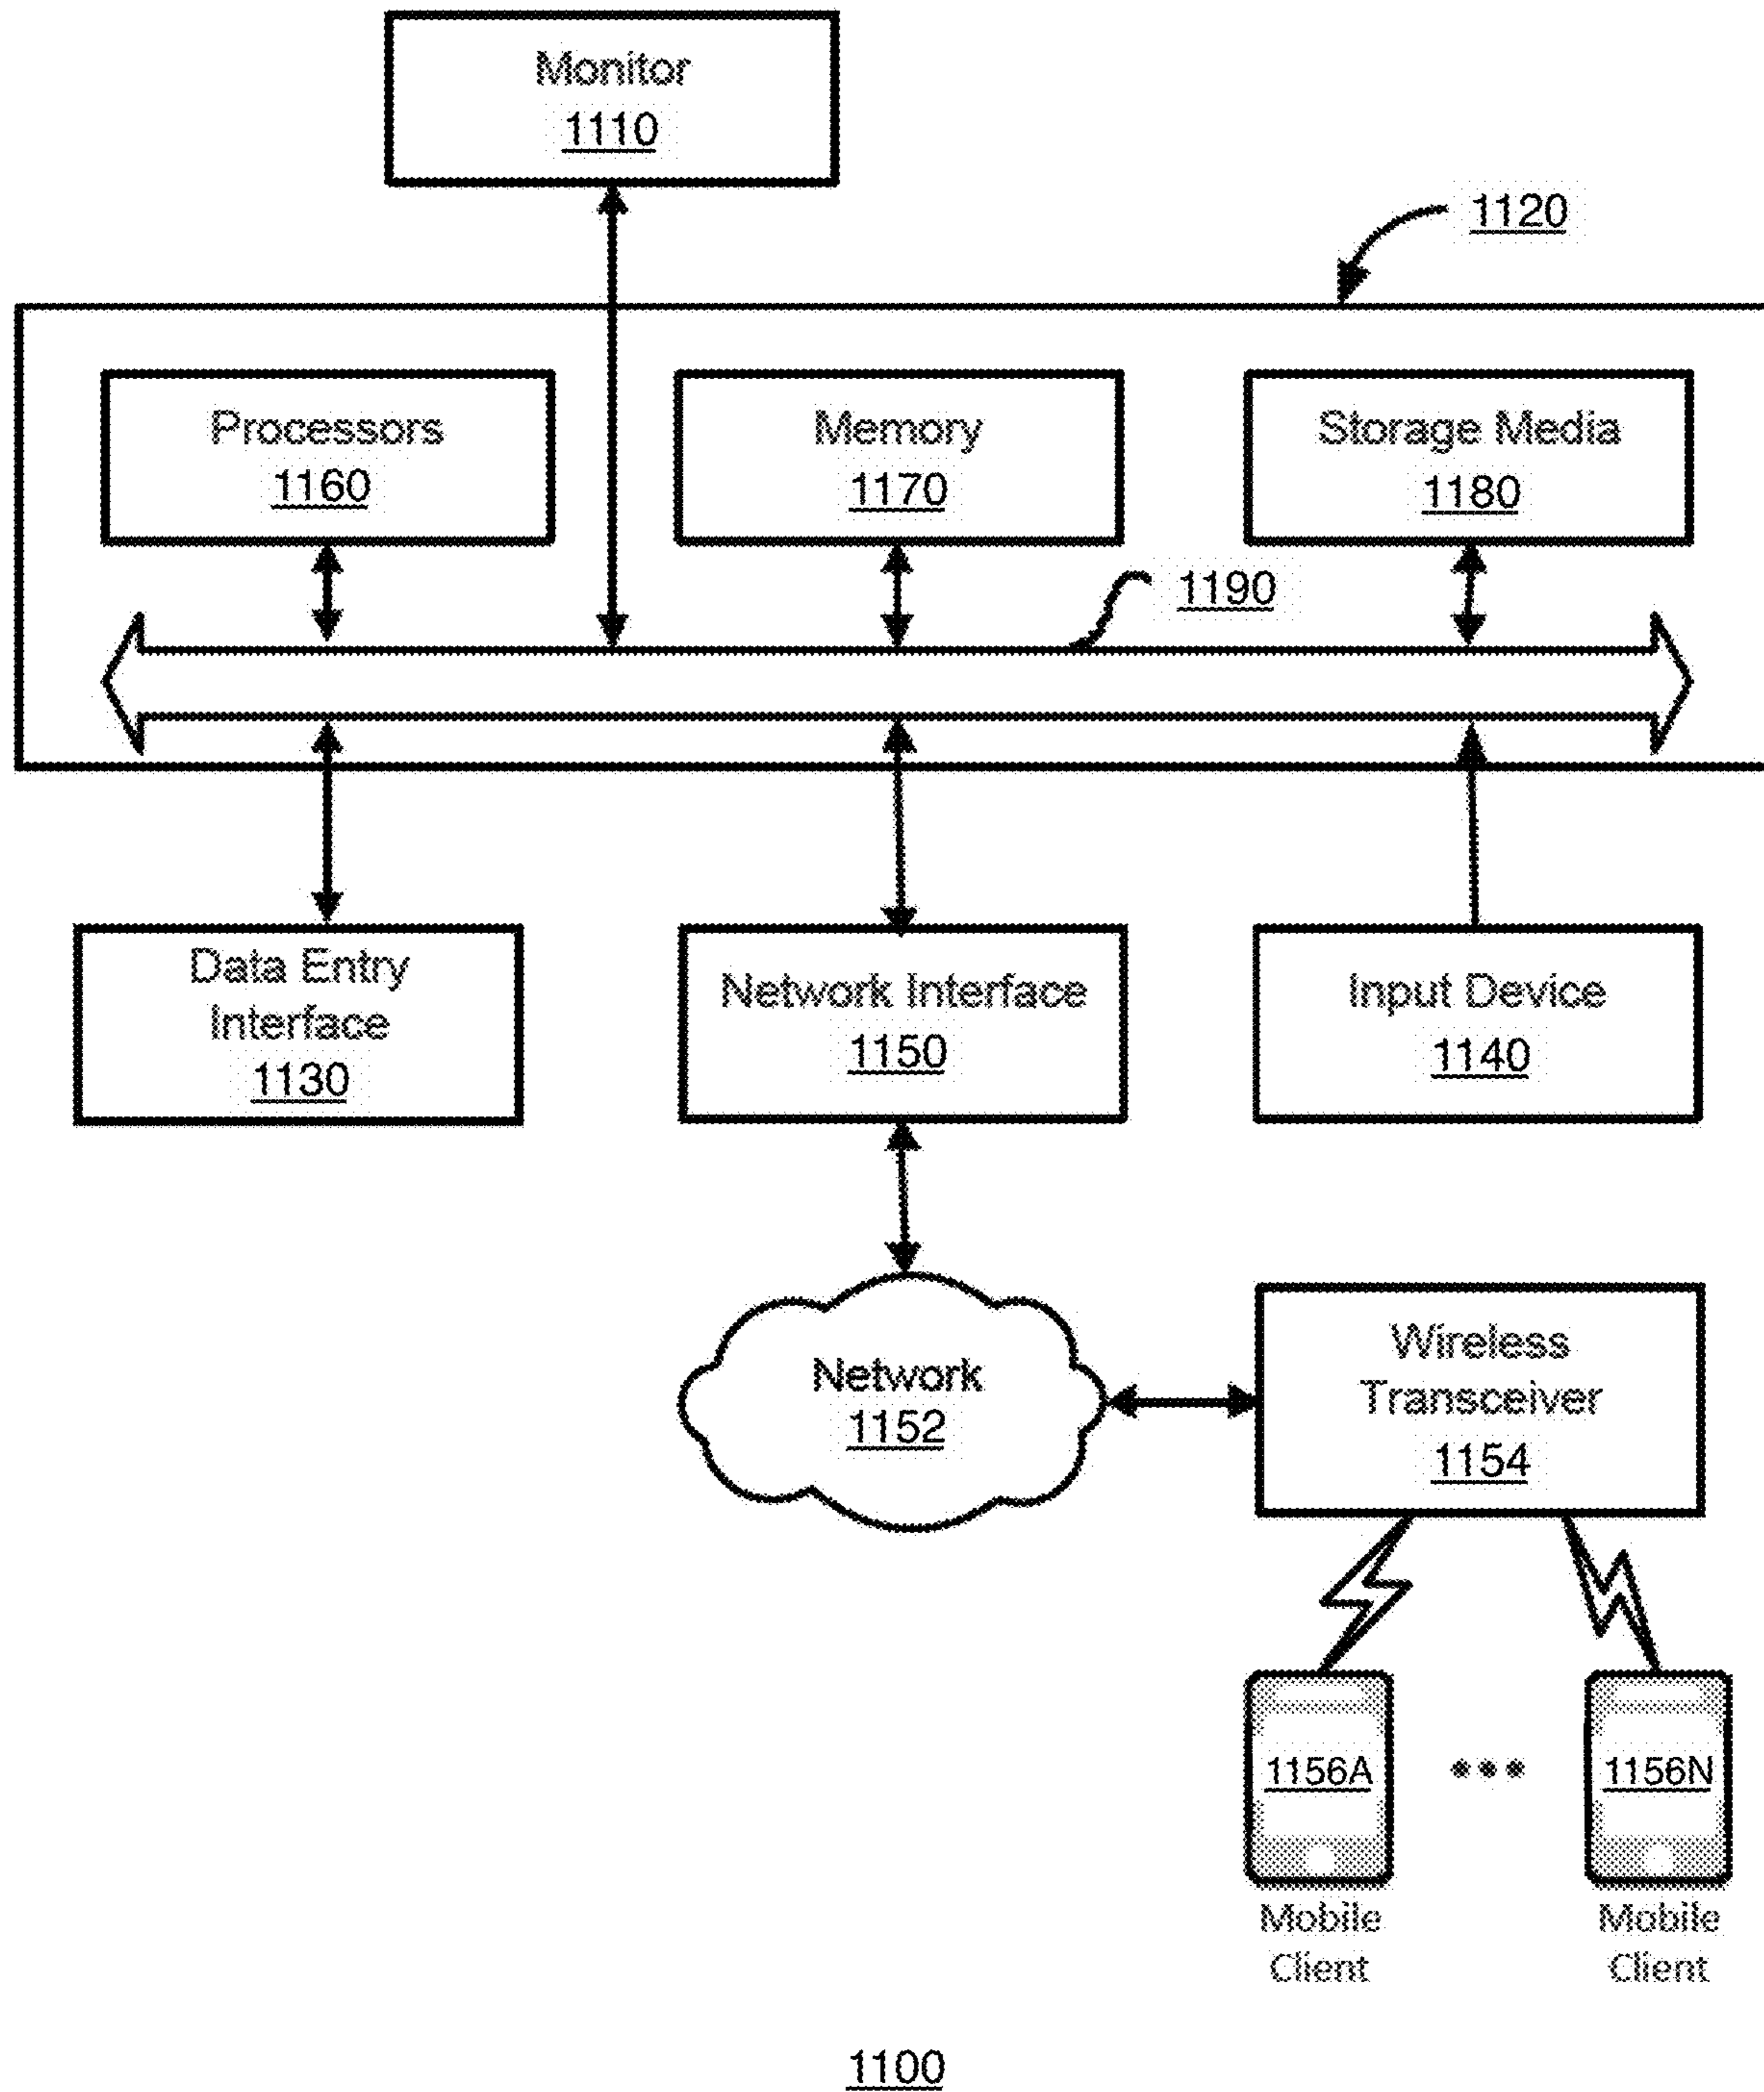 Monitor
1110
1120
Processors
1160
Memory
1170
Storage Media
1180
1190
Data Entry
Interface
1130
Network Interface
1150
Input Device
1140
Network
1152
Wireless
Transceiver
1154
1156A
1156N
Mobile
Client
Mobile
Client
1100